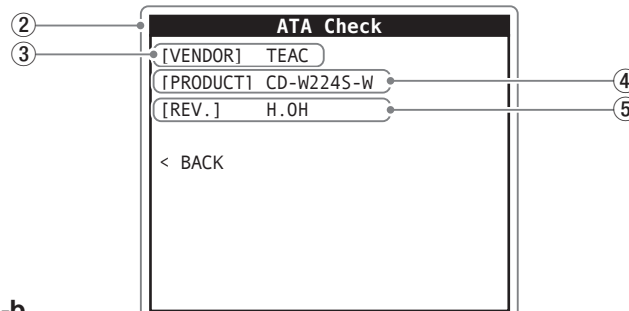 ② ATA Check
③ [VENDOR] TEAC
[PRODUCT] CD-W224S-W ④
[REV.] H.0H ⑤
< BACK
-b